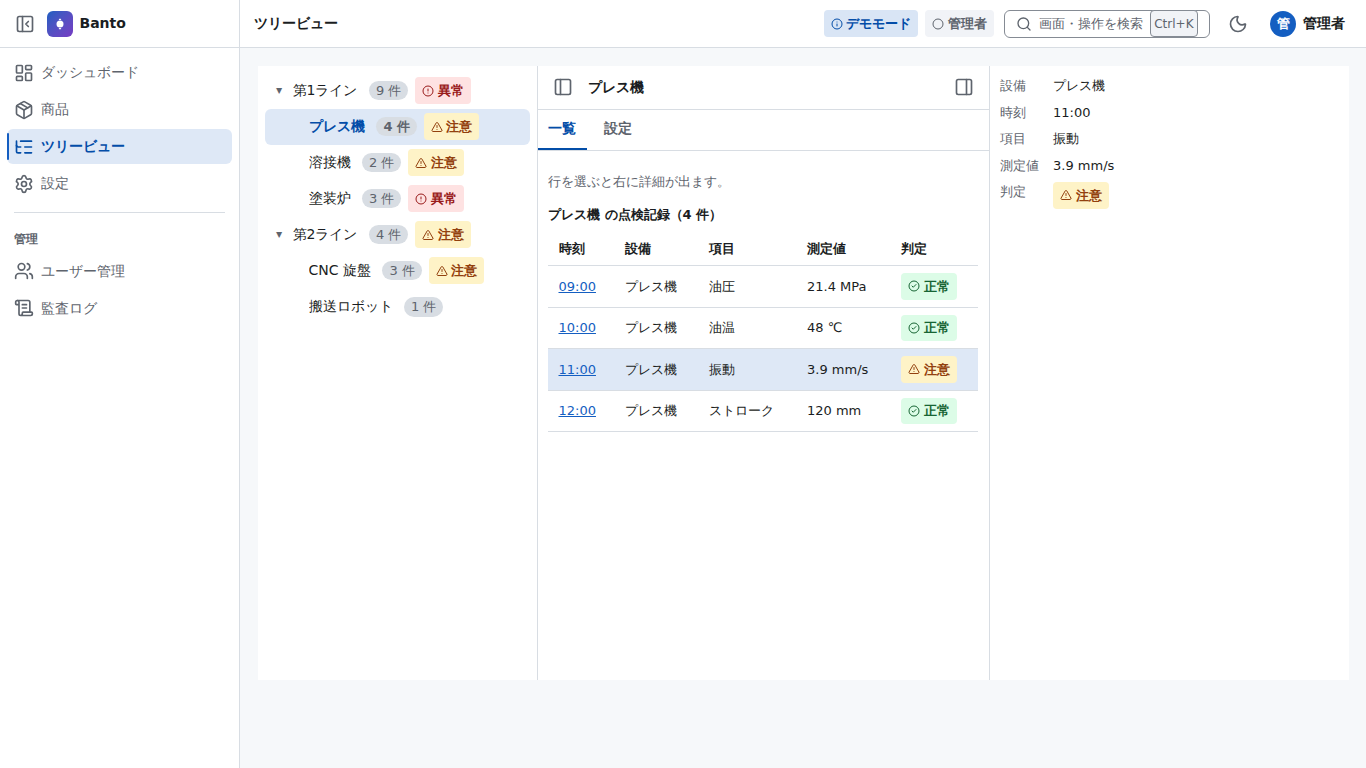 Banto
ダッシュボード
商品
ツリービュー
設定
管理
ユーザー管理
監査ログ
ツリービュー
デモモード
管理者
画面・操作を検索 Ctrl+K
管 管理者
▼ 第1ライン 9 件 異常
プレス機 4 件 注意
溶接機 2 件 注意
塗装炉 3 件 異常
▼ 第2ライン 4 件 注意
CNC 旋盤 3 件 注意
搬送ロボット 1 件
プレス機
一覧 設定
行を選ぶと右に詳細が出ます。
プレス機 の点検記録（4 件）
時刻 設備 項目 測定値 判定
09:00 プレス機 油圧 21.4 MPa 正常
10:00 プレス機 油温 48 ℃ 正常
11:00 プレス機 振動 3.9 mm/s 注意
12:00 プレス機 ストローク 120 mm 正常
設備 プレス機
時刻 11:00
項目 振動
測定値 3.9 mm/s
判定 注意